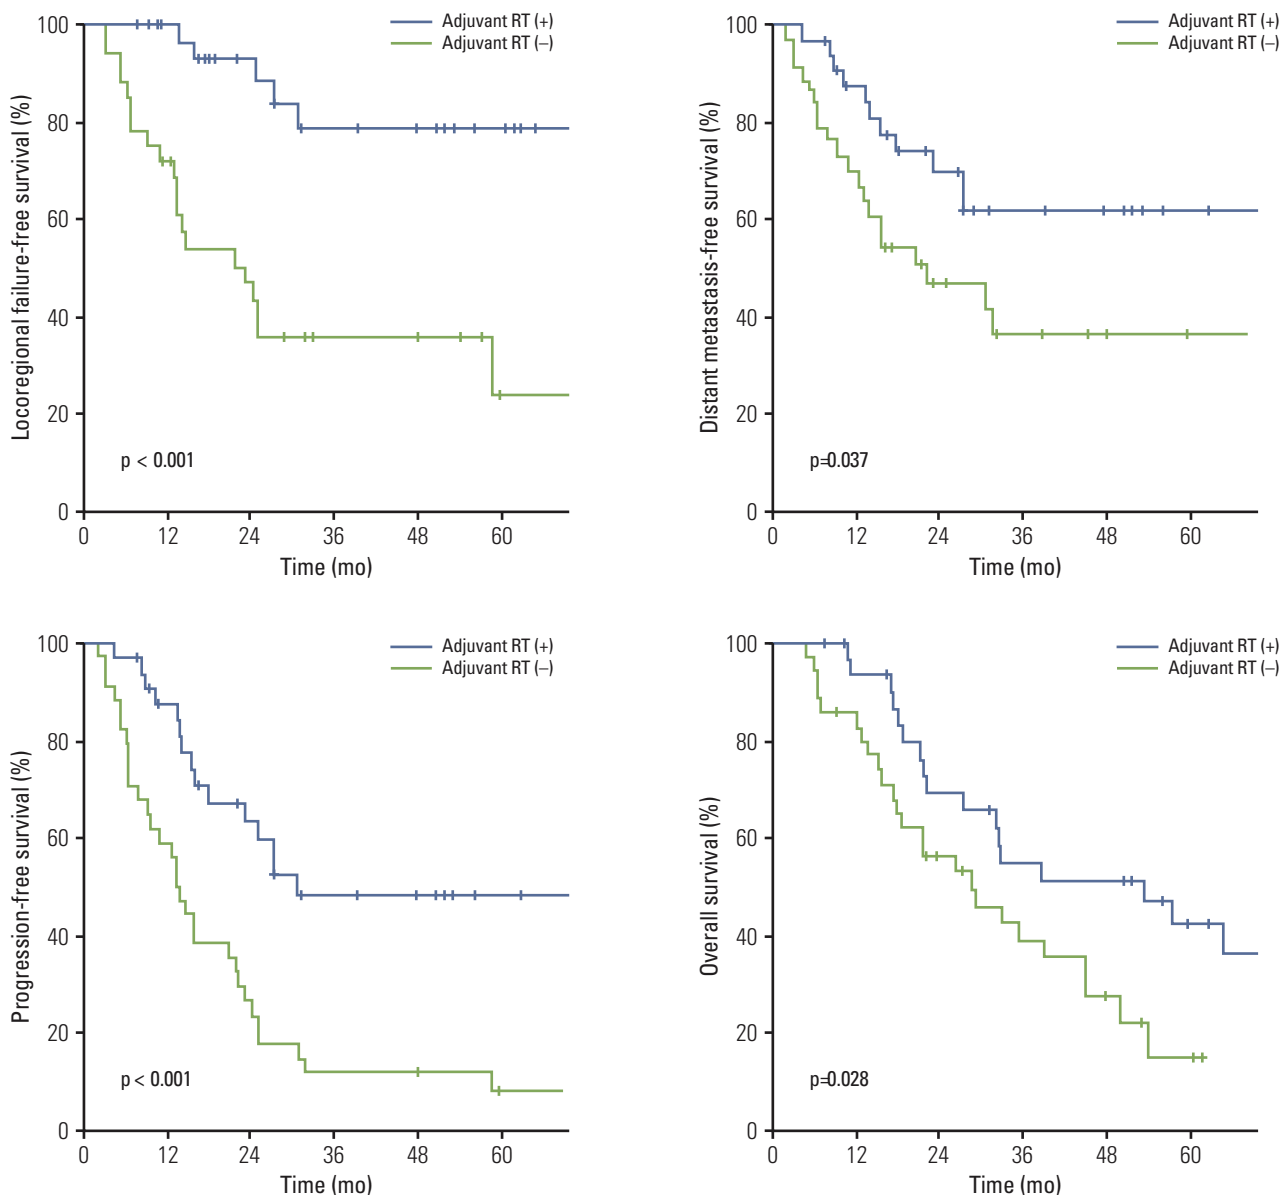 Locoregional failure-free survival (%)
100
80
60
40
20
0
Adjuvant RT (+)
Adjuvant RT (–)
p < 0.001
0 12 24 36 48 60
Time (mo)
Distant metastasis-free survival (%)
100
80
60
40
20
0
Adjuvant RT (+)
Adjuvant RT (–)
p=0.037
0 12 24 36 48 60
Time (mo)
Progression-free survival (%)
100
80
60
40
20
0
Adjuvant RT (+)
Adjuvant RT (–)
p < 0.001
0 12 24 36 48 60
Time (mo)
Overall survival (%)
100
80
60
40
20
0
Adjuvant RT (+)
Adjuvant RT (–)
p=0.028
0 12 24 36 48 60
Time (mo)